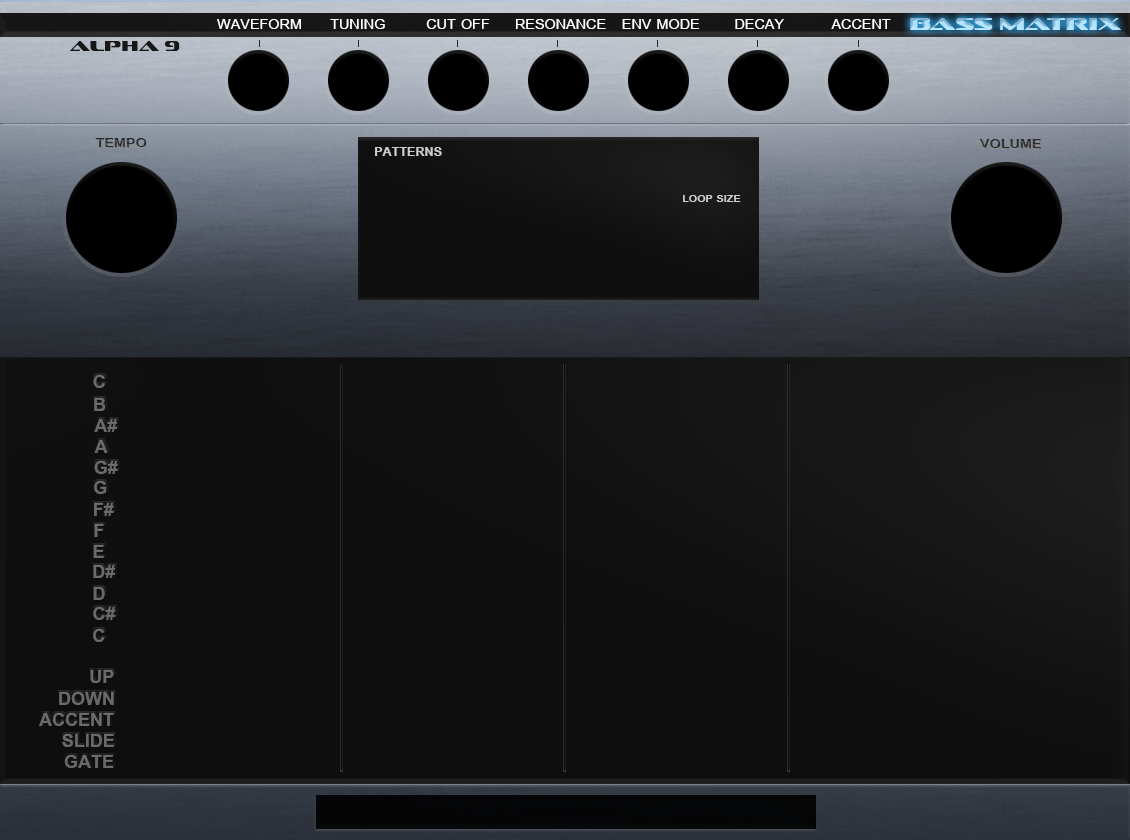 WAVEFORM TUNING CUT OFF RESONANCE ENV MODE DECAY ACCENT BASS MATRIX
ALPHA 9
TEMPO
VOLUME
PATTERNS
LOOP SIZE
C
B
A#
A
G#
G
F#
F
E
D#
D
C#
C
UP
DOWN
ACCENT
SLIDE
GATE